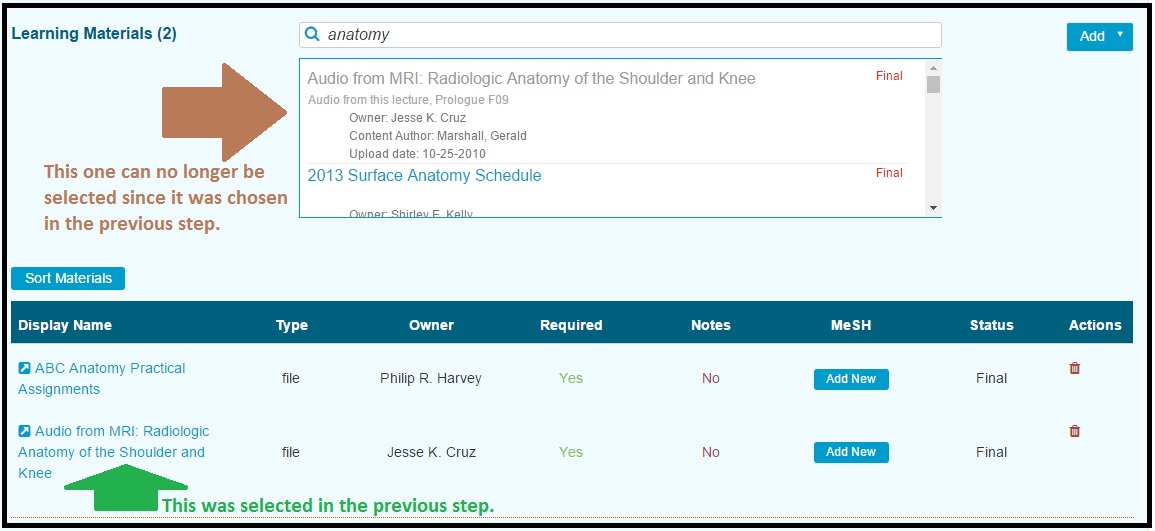 Learning Materials (2)
anatomy
Add
Audio from MRI: Radiologic Anatomy of the Shoulder and Knee
Final
Audio from this lecture, Prologue F09
Owner: Jesse K. Cruz
Content Author: Marshall, Gerald
Upload date: 10-25-2010
2013 Surface Anatomy Schedule
Final
Owner: Shirley E. Kelly
This one can no longer be
selected since it was chosen
in the previous step.
Sort Materials
Display Name Type Owner Required Notes MeSH Status Actions
ABC Anatomy Practical
Assignments
file Philip R. Harvey Yes No Add New Final
Audio from MRI: Radiologic
Anatomy of the Shoulder and
Knee
file Jesse K. Cruz Yes No Add New Final
This was selected in the previous step.